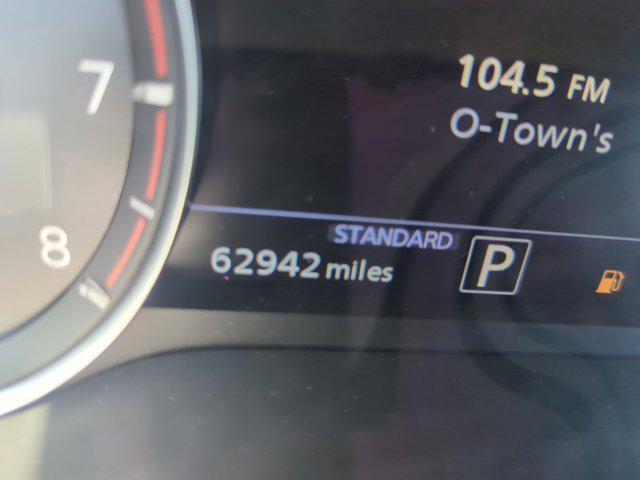 7
104.5 FM
O-Town's
STANDARD
62942 miles
P
8